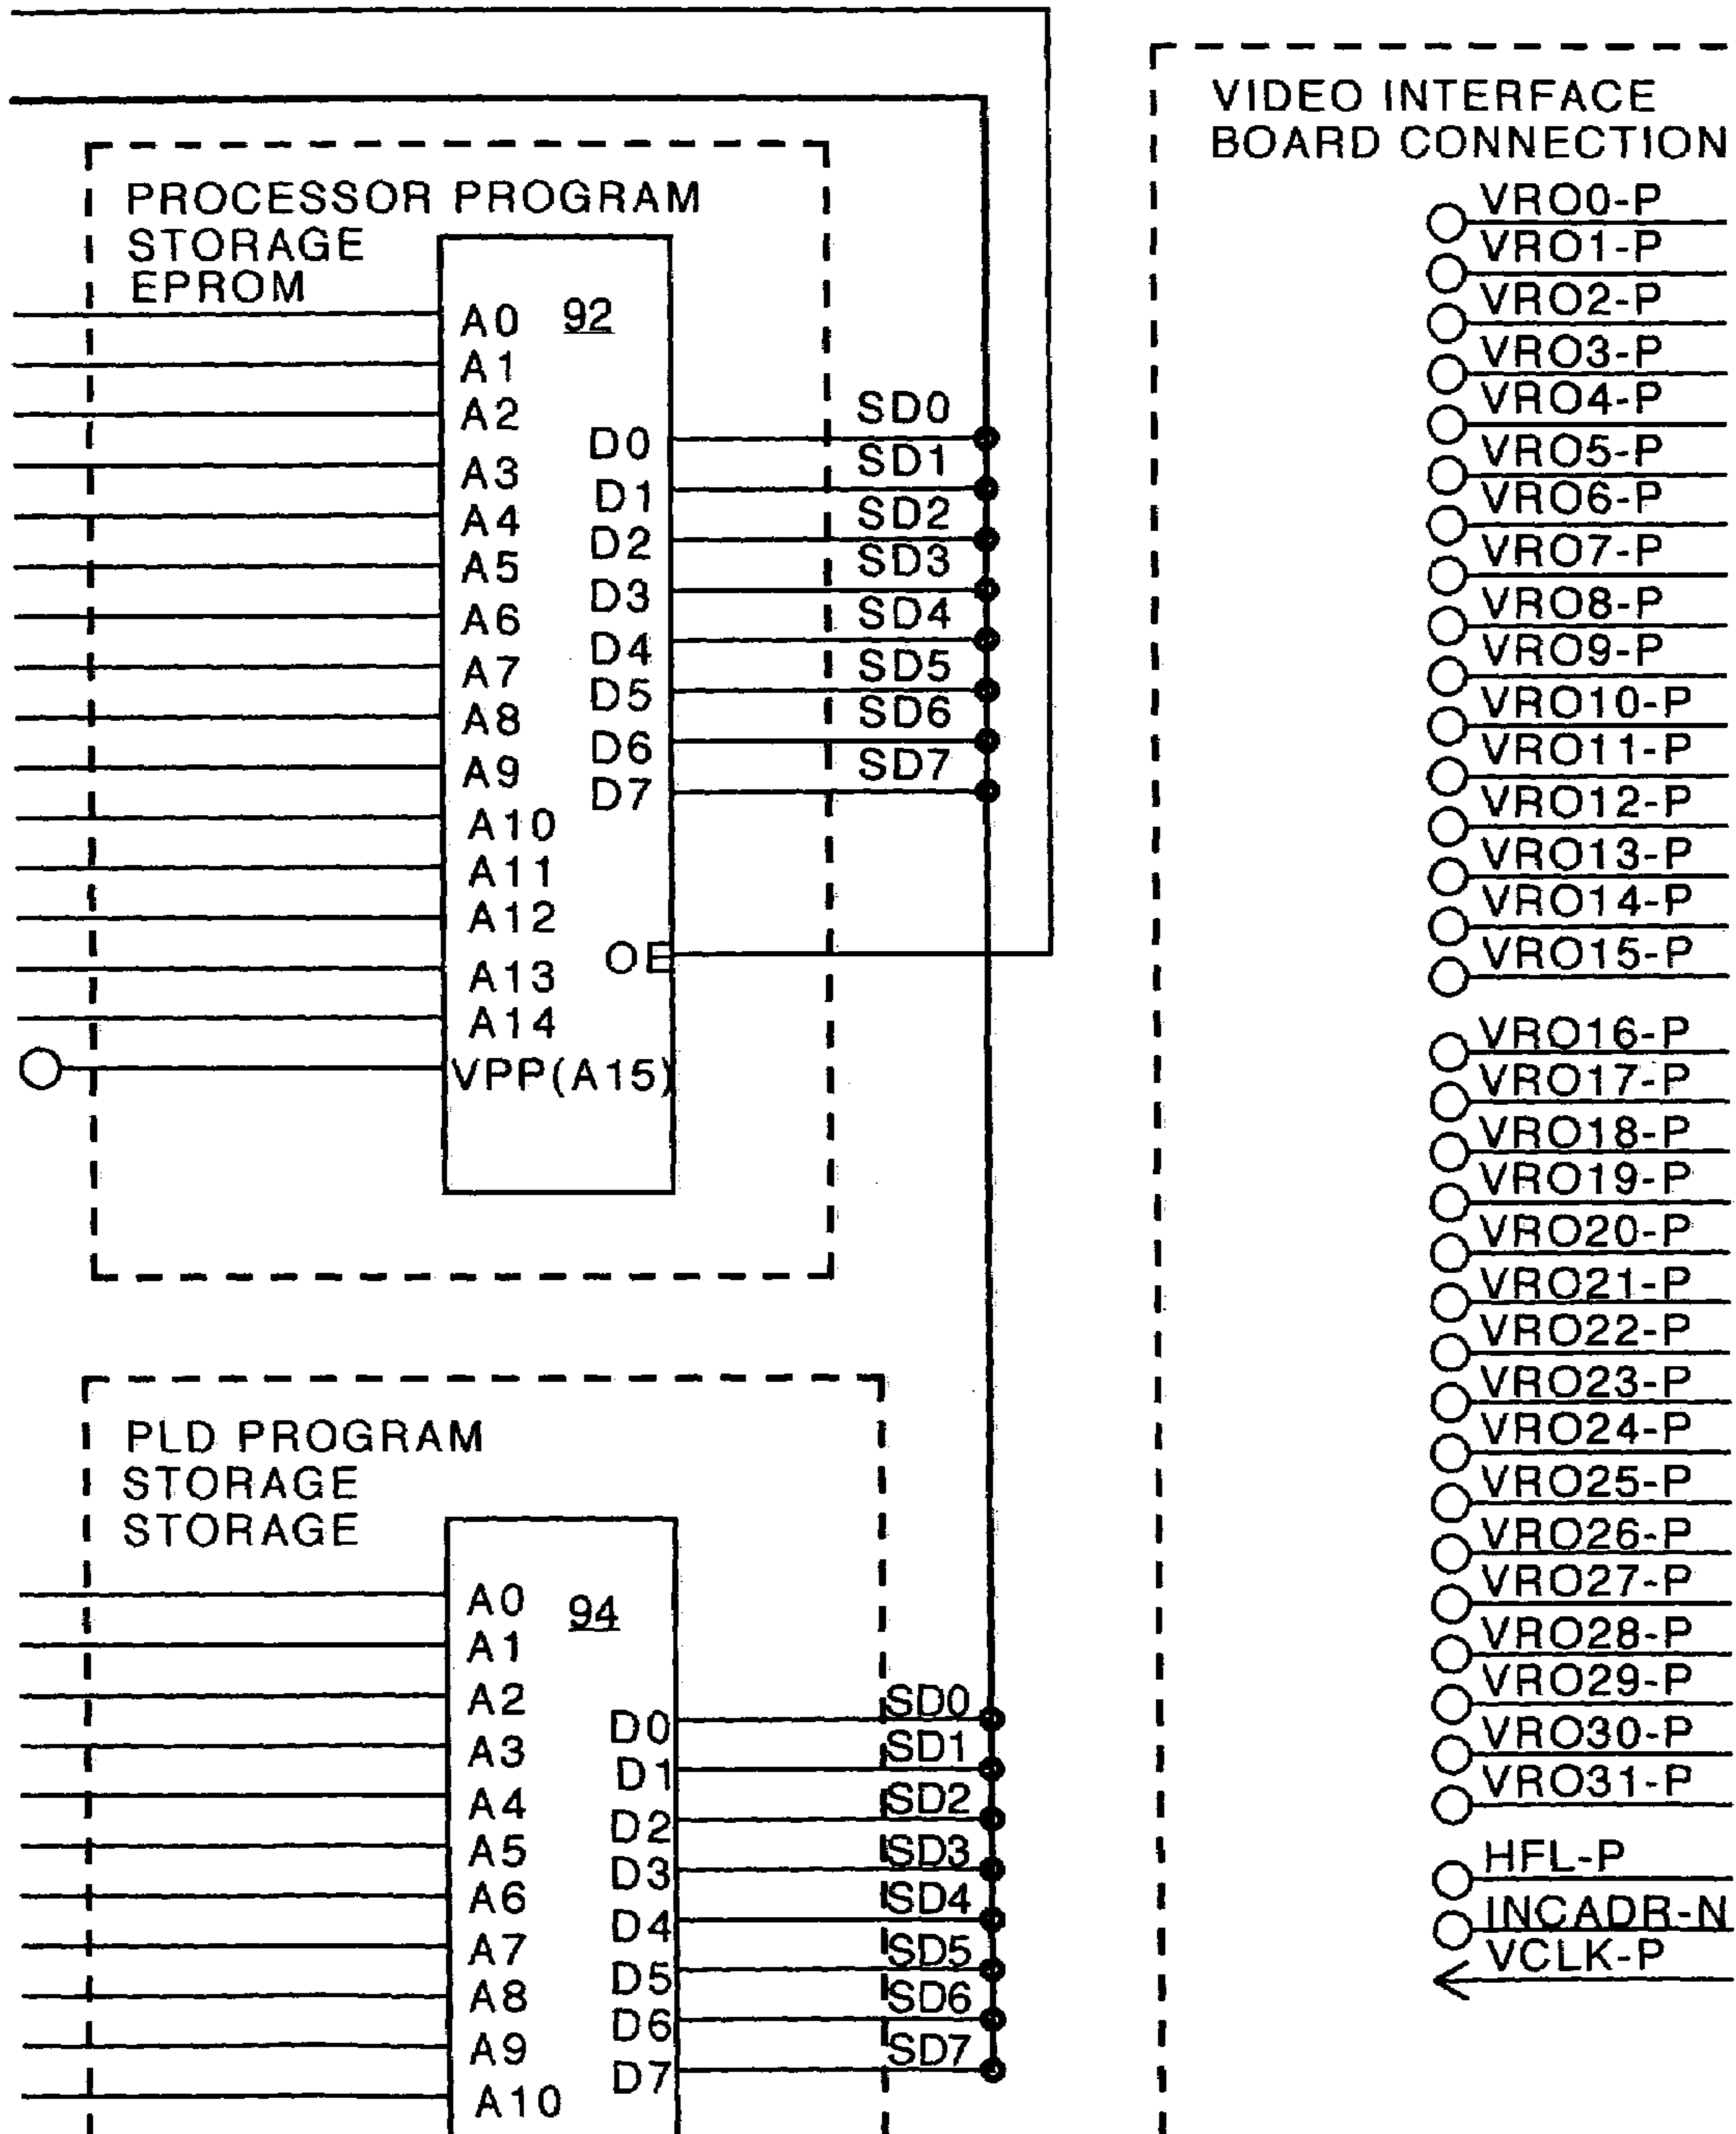 PROCESSOR PROGRAM
STORAGE
EPROM
92
A0
A1
A2
A3
A4
A5
A6
A7
A8
A9
A10
A11
A12
A13
A14
VPP(A15)
D0
D1
D2
D3
D4
D5
D6
D7
OE
SD0
SD1
SD2
SD3
SD4
SD5
SD6
SD7
PLD PROGRAM
STORAGE
STORAGE
94
A0
A1
A2
A3
A4
A5
A6
A7
A8
A9
A10
D0
D1
D2
D3
D4
D5
D6
D7
SD0
SD1
SD2
SD3
SD4
SD5
SD6
SD7
VIDEO INTERFACE
BOARD CONNECTION
VRO0-P
VRO1-P
VRO2-P
VRO3-P
VRO4-P
VRO5-P
VRO6-P
VRO7-P
VRO8-P
VRO9-P
VRO10-P
VRO11-P
VRO12-P
VRO13-P
VRO14-P
VRO15-P
VRO16-P
VRO17-P
VRO18-P
VRO19-P
VRO20-P
VRO21-P
VRO22-P
VRO23-P
VRO24-P
VRO25-P
VRO26-P
VRO27-P
VRO28-P
VRO29-P
VRO30-P
VRO31-P
HFL-P
INCADR-N
VCLK-P